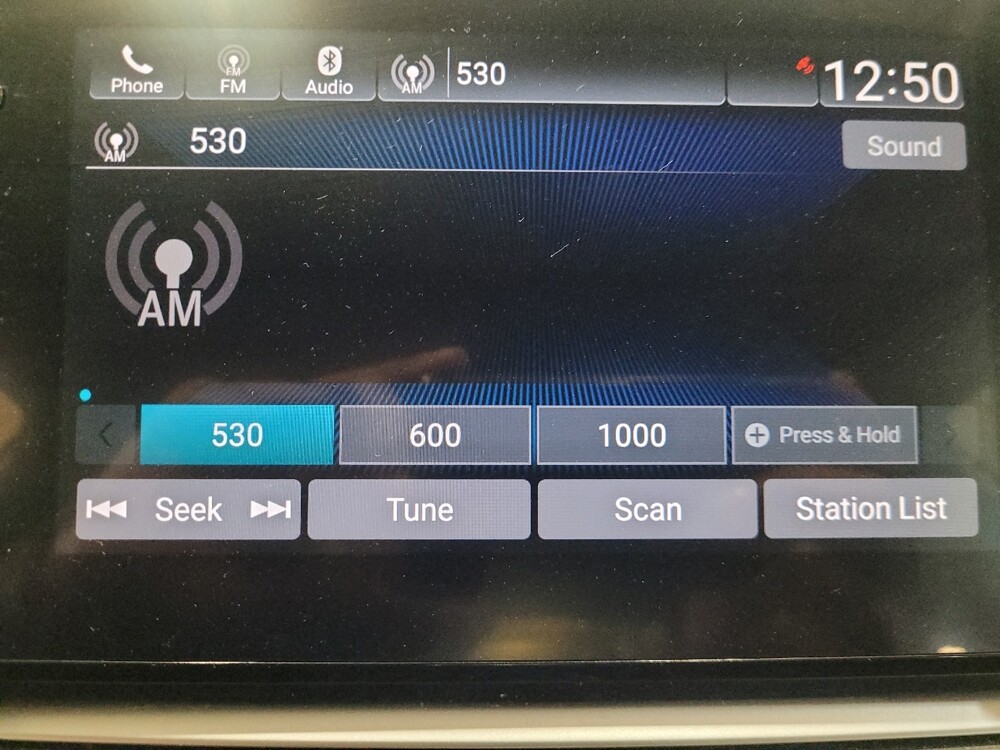 Phone FM FM Audio AM 530 12:50
AM 530 Sound
AM
530 600 1000 + Press & Hold
Seek Tune Scan Station List